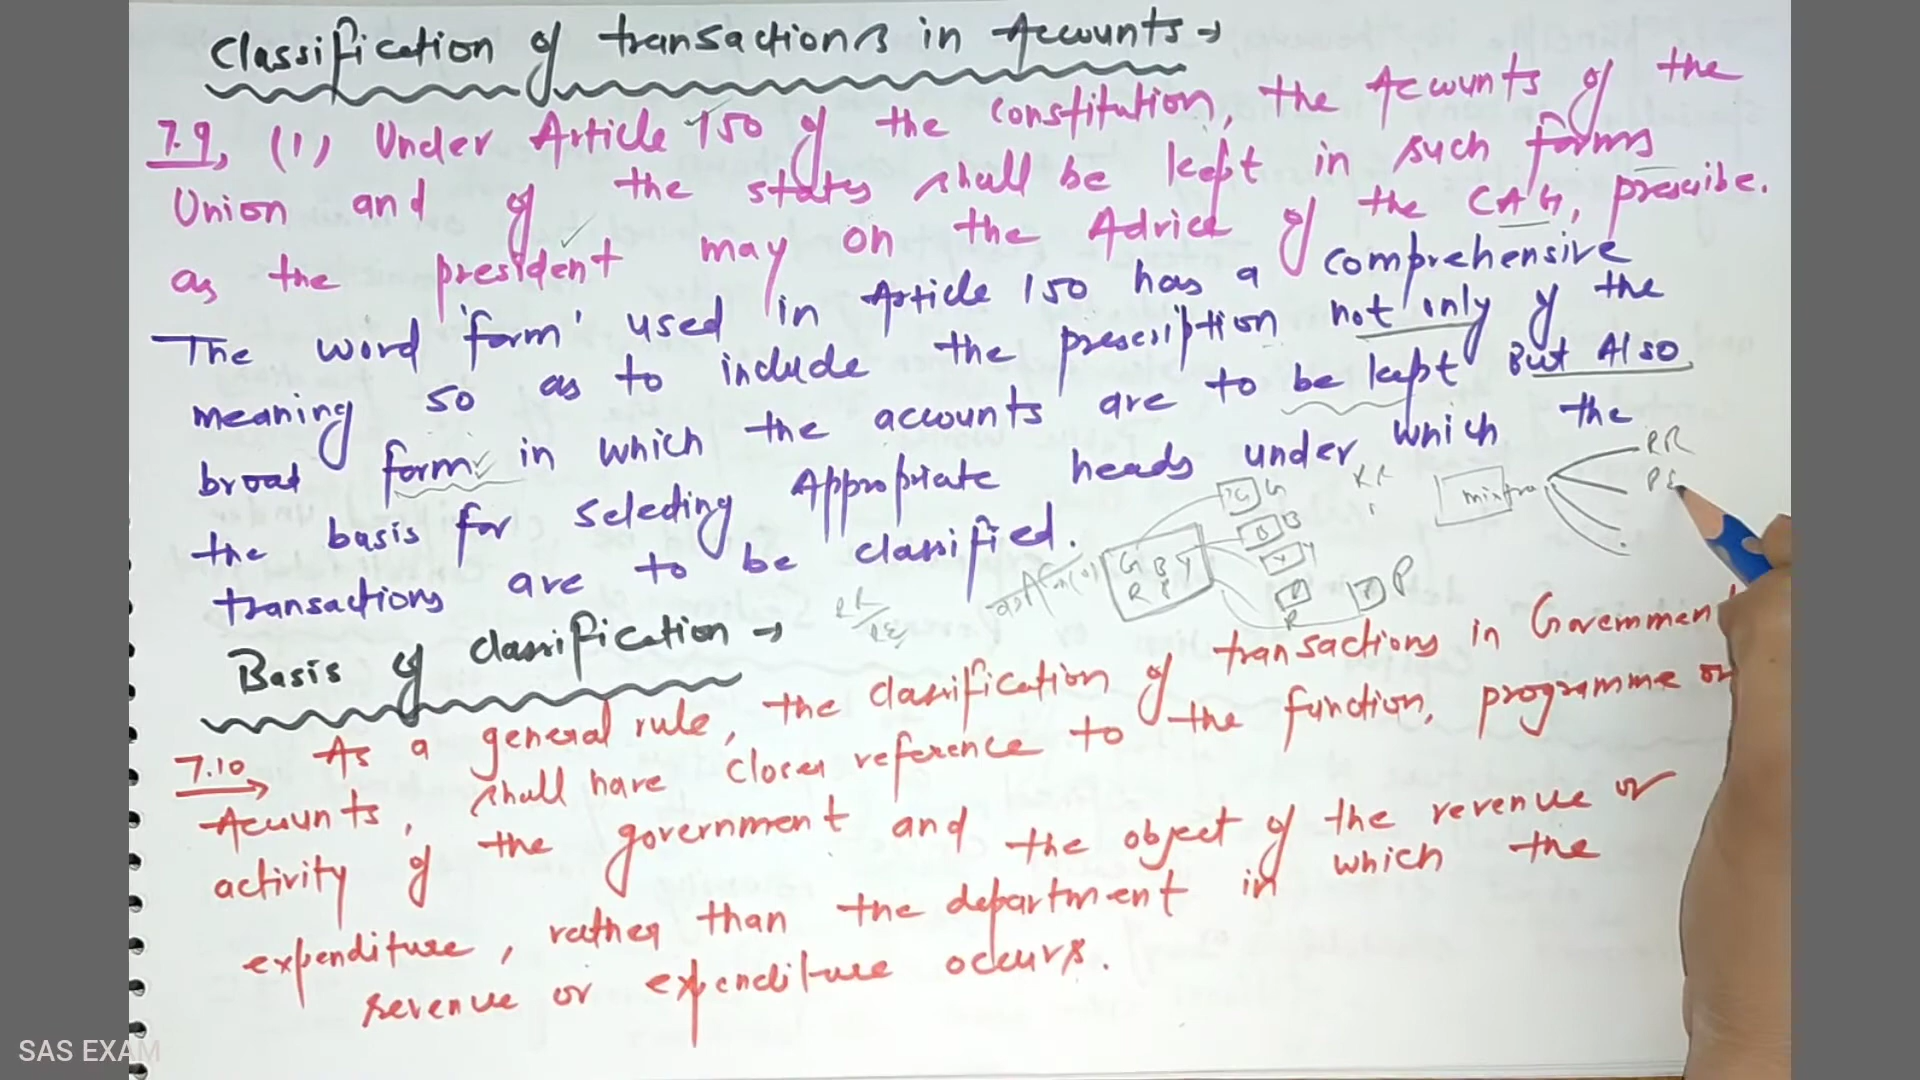 Classification of transactions in Accounts →
7.9, (1) Under Article 150 of the constitution, the Accounts of the
Union and of the states shall be kept in such forms
as the president may on the Advice of the CAG, prescribe.
The word 'form' used in Article 150 has a comprehensive
meaning so as to include the prescription not only of the
broad form in which the accounts are to be kept But Also
the basis for selecting Appropriate heads under which the
transactions are to be classified.
RR
G G
B B
Y Y
R
P
G B Y
R P
RR
RE
Basis of classification →
7.10 As a general rule, the classification of transactions in Government
Accounts, shall have closer reference to the function, programme or
activity of the government and the object of the revenue or
expenditure, rather than the department in which the
revenue or expenditure occurs.
SAS EXAM